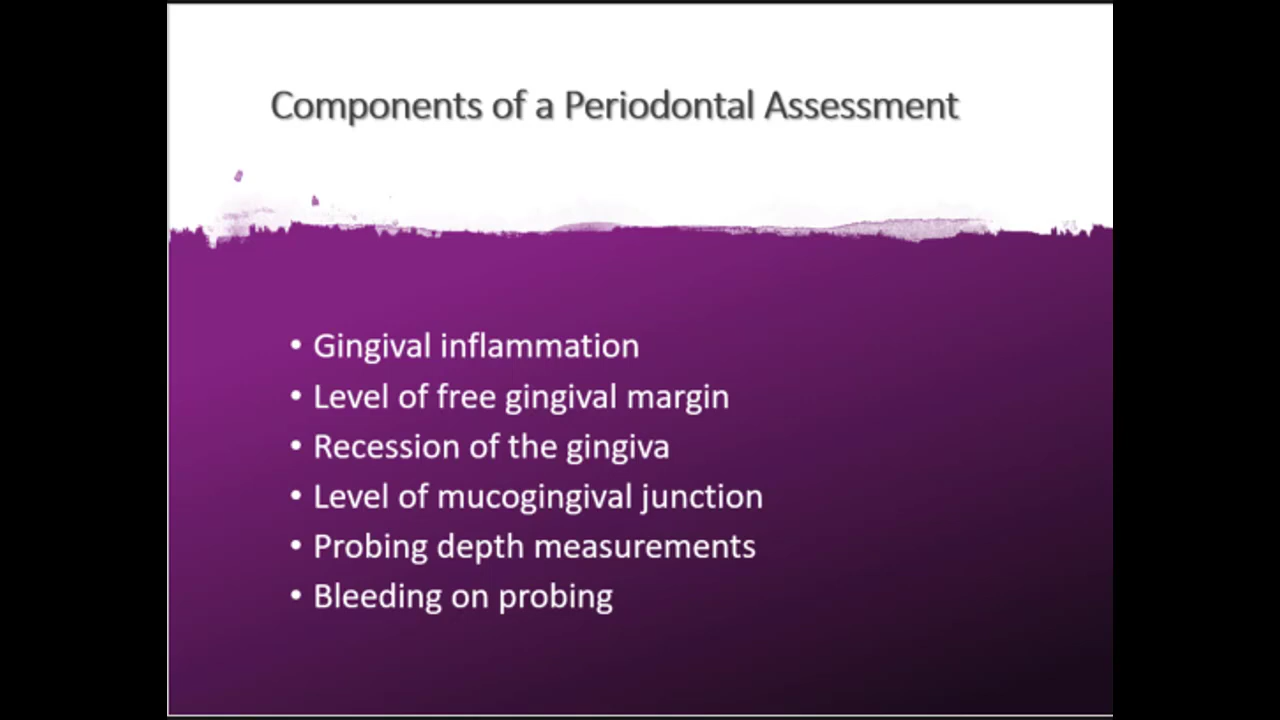 Components of a Periodontal Assessment
• Gingival inflammation
• Level of free gingival margin
• Recession of the gingiva
• Level of mucogingival junction
• Probing depth measurements
• Bleeding on probing